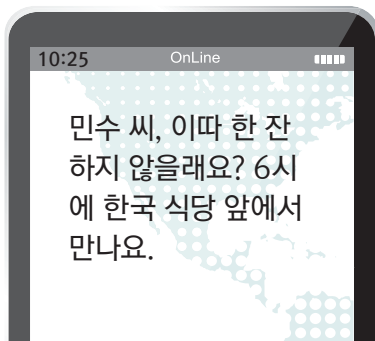 10:25 OnLine
민수 씨, 이따 한 잔
하지 않을래요? 6시
에 한국 식당 앞에서
만나요.